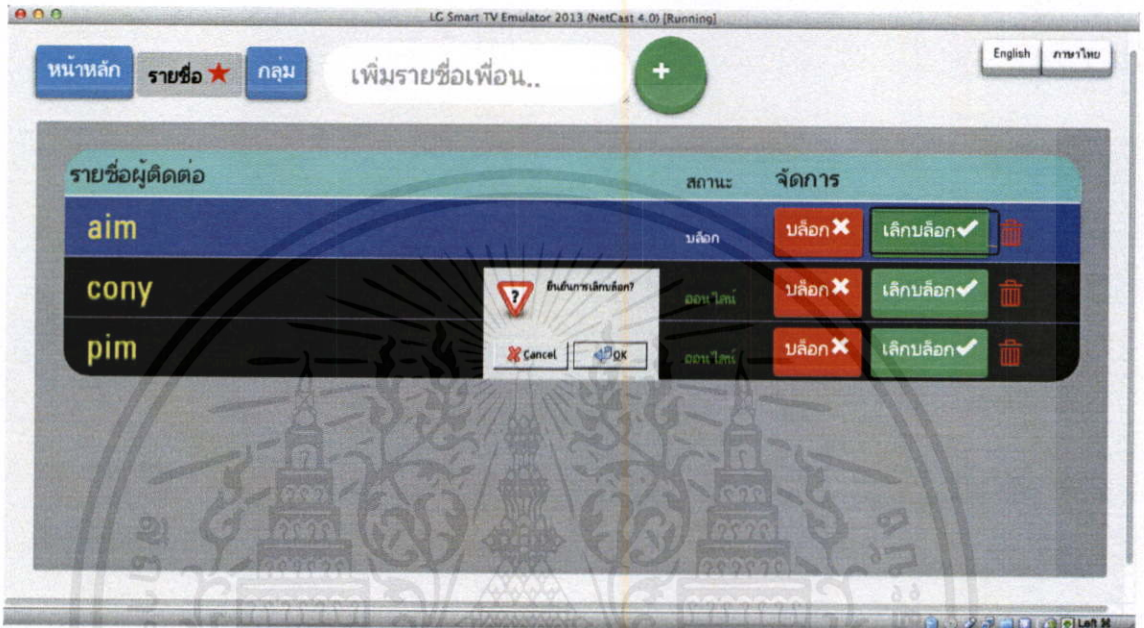 LG Smart TV Emulator 2013 (NetCast 4.0) [Running]
หน้าหลัก รายชื่อ กลุ่ม เพิ่มรายชื่อเพื่อน.. + English ภาษาไทย
รายชื่อผู้ติดต่อ สถานะ จัดการ
aim บล็อก บล็อก เลิกบล็อก
cony ออนไลน์ บล็อก เลิกบล็อก
ยืนยันการเลิกบล็อก?
pim ออนไลน์ บล็อก เลิกบล็อก
Cancel OK
Left ⌘